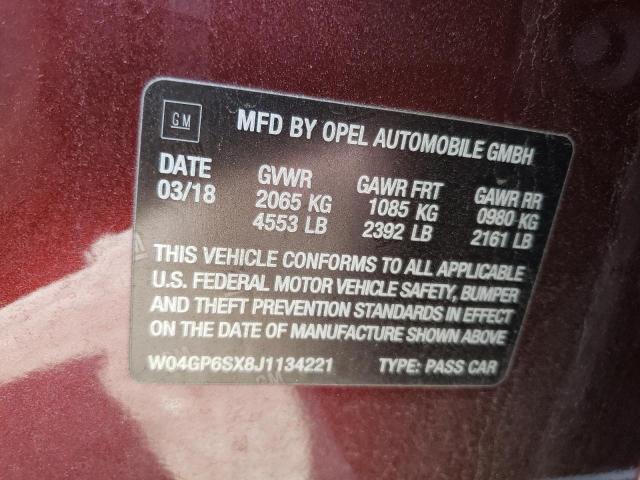 GM
MFD BY OPEL AUTOMOBILE GMBH
DATE GVWR GAWR FRT GAWR RR
03/18 2065 KG 1085 KG 0980 KG
4553 LB 2392 LB 2161 LB
THIS VEHICLE CONFORMS TO ALL APPLICABLE
U.S. FEDERAL MOTOR VEHICLE SAFETY, BUMPER
AND THEFT PREVENTION STANDARDS IN EFFECT
ON THE DATE OF MANUFACTURE SHOWN ABOVE
W04GP6SX8J1134221 TYPE: PASS CAR